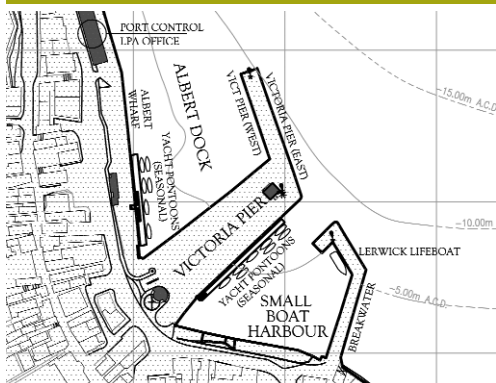 PORT CONTROL
LPA OFFICE
ALBERT DOCK
ALBERT
WHARF
YACHT PONTOONS
(SEASONAL)
VICT PIER (WEST)
VICTORIA PIER (EAST)
-15.00m A.C.D.
VICTORIA PIER
-10.00m
YACHT PONTOONS
(SEASONAL)
LERWICK LIFEBOAT
SMALL
BOAT
HARBOUR
-5.00m A.C.D.
BREAKWATER